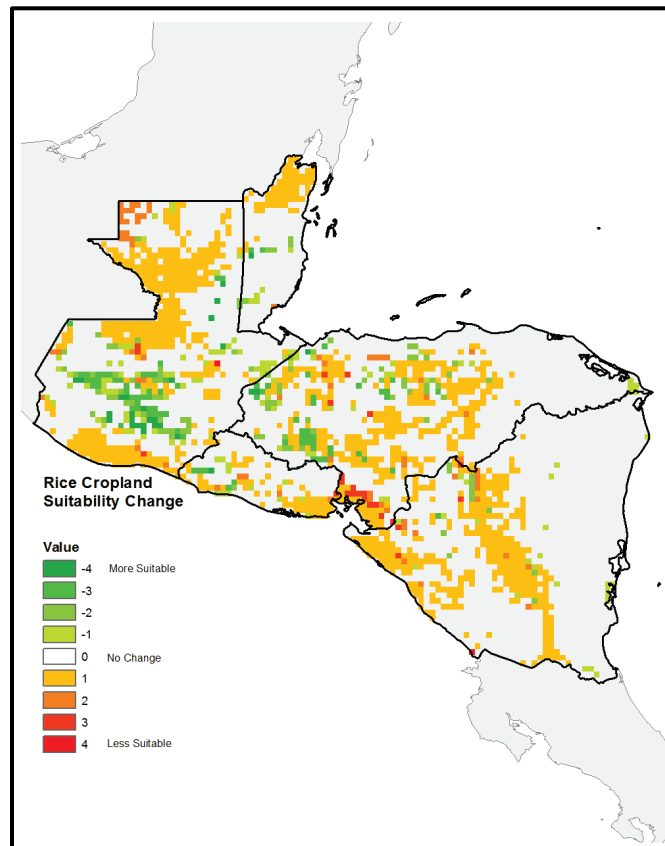 Rice Cropland
Suitability Change
Value
-4 More Suitable
-3
-2
-1
0 No Change
1
2
3
4 Less Suitable